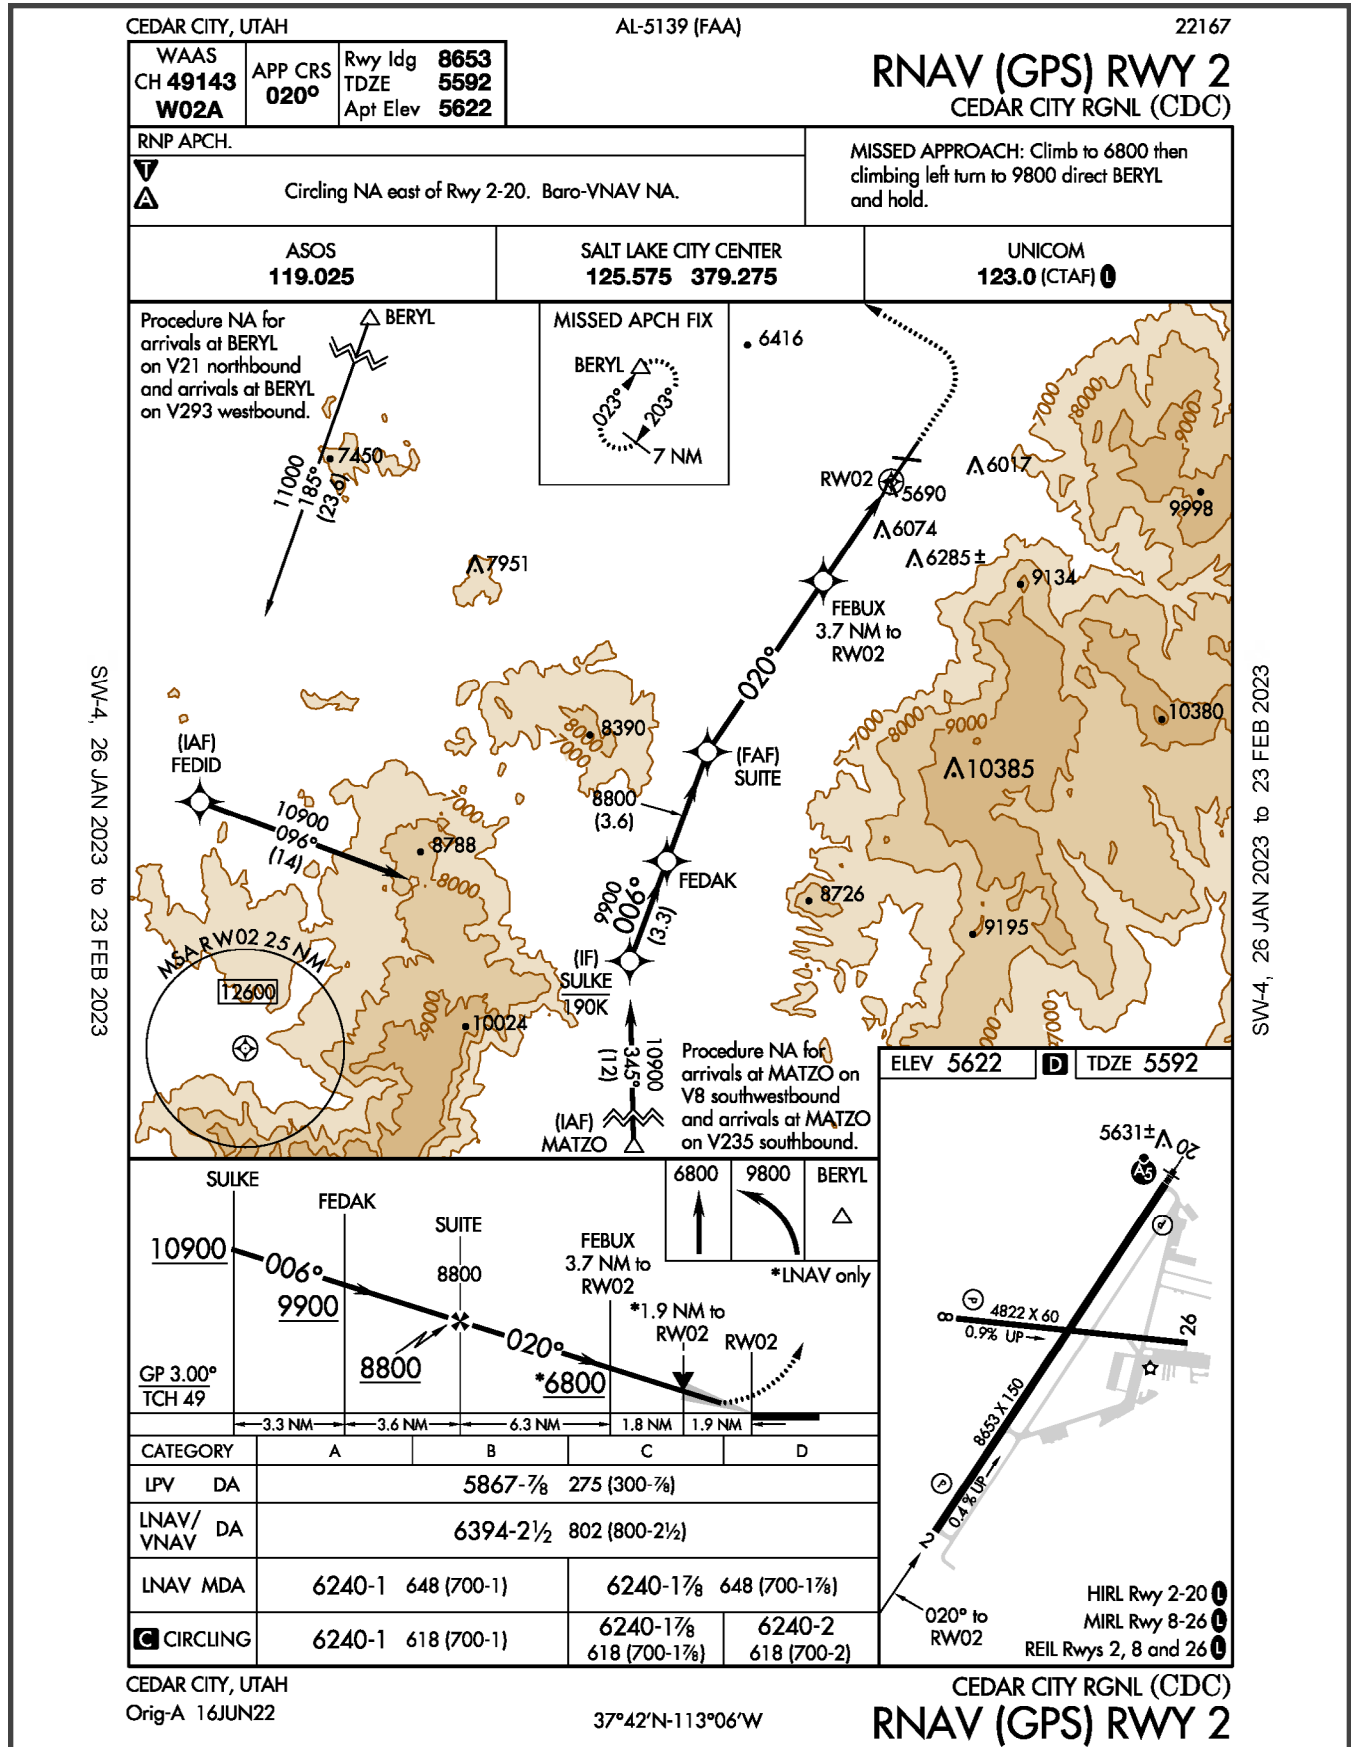 CEDAR CITY, UTAH
AL-5139 (FAA)
22167
WAAS
CH 49143
W02A
APP CRS
020°
Rwy ldg 8653
TDZE 5592
Apt Elev 5622
RNAV (GPS) RWY 2
CEDAR CITY RGNL (CDC)
RNP APCH.
T
A
Circling NA east of Rwy 2-20. Baro-VNAV NA.
MISSED APPROACH: Climb to 6800 then
climbing left turn to 9800 direct BERYL
and hold.
ASOS
119.025
SALT LAKE CITY CENTER
125.575 379.275
UNICOM
123.0 (CTAF) L
Procedure NA for
arrivals at BERYL
on V21 northbound
and arrivals at BERYL
on V293 westbound.
BERYL
11000
185°
(23.6)
7450
MISSED APCH FIX
BERYL
023°
203°
7 NM
6416
7000
8000
9000
9998
RW02
5690
6017
6074
6285±
9134
7951
FEBUX
3.7 NM to
RW02
020°
8390
8000
7000
(FAF)
SUITE
7000
8000
9000
10380
10385
(IAF)
FEDID
10900
096°
(14)
7000
8788
8000
8800
(3.6)
FEDAK
9900
006°
(3.3)
8726
9195
(IF)
SULKE
190K
MSA RW02 25 NM
12600
9000
10024
10900
345°
(12)
(IAF)
MATZO
Procedure NA for
arrivals at MATZO on
V8 southwestbound
and arrivals at MATZO
on V235 southbound.
9000
10000
SW-4, 26 JAN 2023 to 23 FEB 2023
SW-4, 26 JAN 2023 to 23 FEB 2023
ELEV 5622
D
TDZE 5592
5631±
20
A5
P
P
4822 X 60
0.9% UP
8
26
8653 X 150
P
0.4% UP
2
020° to
RW02
HIRL Rwy 2-20 L
MIRL Rwy 8-26 L
REIL Rwys 2, 8 and 26 L
SULKE
FEDAK
SUITE
8800
FEBUX
3.7 NM to
RW02
6800
9800
BERYL
*LNAV only
*1.9 NM to
RW02
RW02
10900
006°
9900
8800
020°
*6800
GP 3.00°
TCH 49
3.3 NM
3.6 NM
6.3 NM
1.8 NM
1.9 NM
CATEGORY A B C D
LPV DA 5867-⅞ 275 (300-⅞)
LNAV/
VNAV DA 6394-2½ 802 (800-2½)
LNAV MDA 6240-1 648 (700-1) 6240-1⅞ 648 (700-1⅞)
C CIRCLING 6240-1 618 (700-1)
6240-1⅞
618 (700-1⅞)
6240-2
618 (700-2)
CEDAR CITY, UTAH
Orig-A 16JUN22
37°42'N-113°06'W
CEDAR CITY RGNL (CDC)
RNAV (GPS) RWY 2